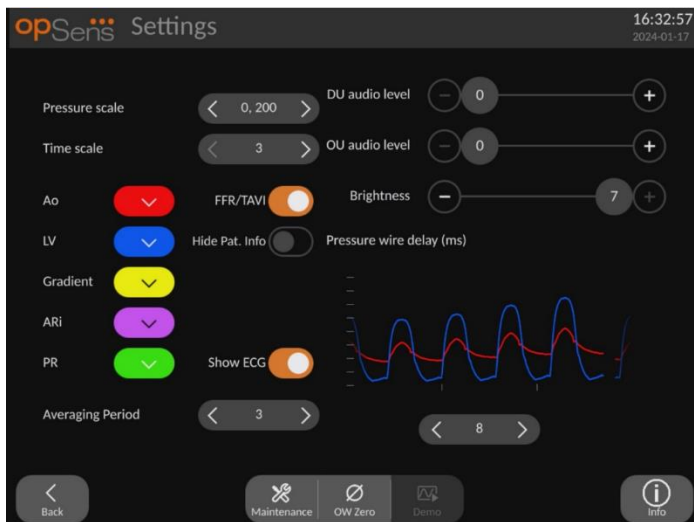 opSens Settings
16:32:57
2024-01-17
Pressure scale
0, 200
DU audio level
0
Time scale
3
OU audio level
0
Ao
FFR/TAVI
Brightness
7
LV
Hide Pat. Info
Pressure wire delay (ms)
Gradient
ARi
PR
Show ECG
Averaging Period
3
8
Back
Maintenance
OW Zero
Demo
Info